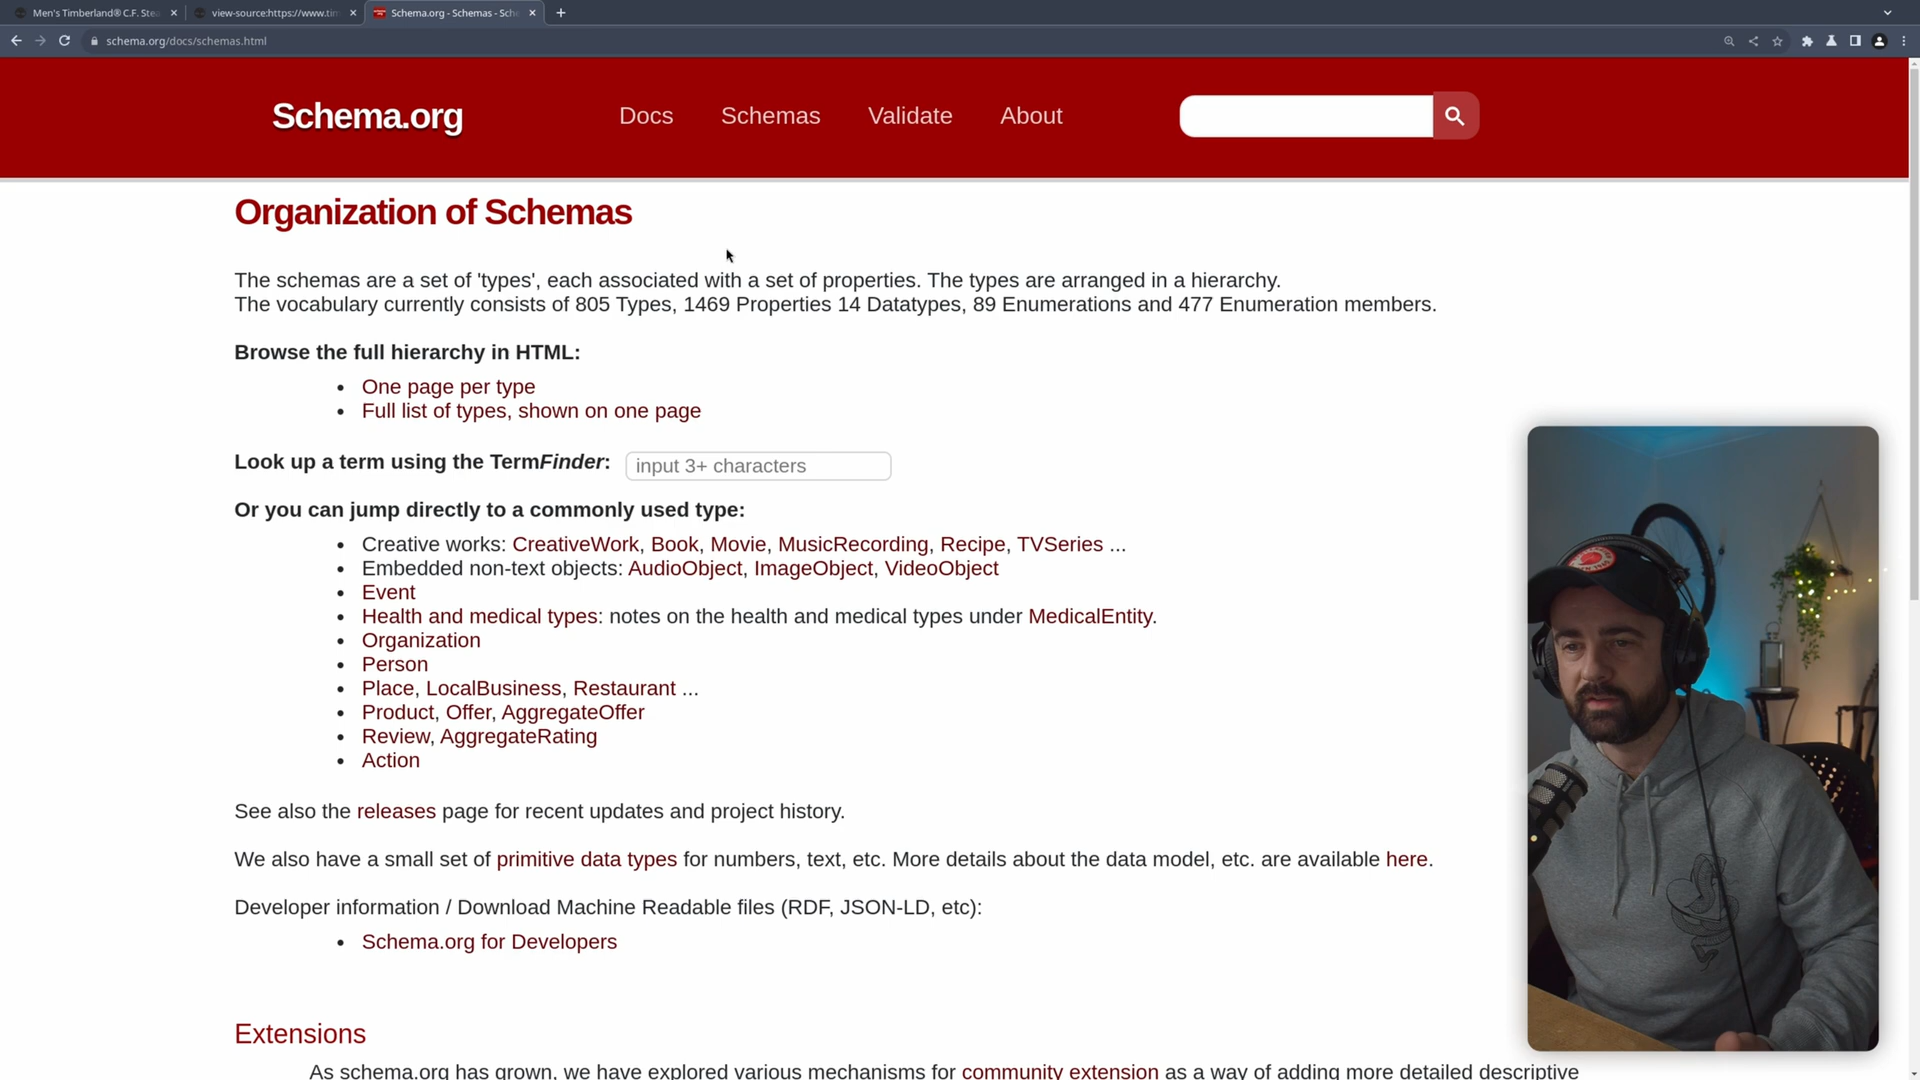 Men's Timberland® C.F. Stea
view-source:https://www.tim
Schema.org - Schemas - Sche
schema.org/docs/schemas.html
Schema.org
Docs
Schemas
Validate
About
Organization of Schemas
The schemas are a set of 'types', each associated with a set of properties. The types are arranged in a hierarchy.
The vocabulary currently consists of 805 Types, 1469 Properties 14 Datatypes, 89 Enumerations and 477 Enumeration members.
Browse the full hierarchy in HTML:
• One page per type
• Full list of types, shown on one page
Look up a term using the TermFinder: input 3+ characters
Or you can jump directly to a commonly used type:
• Creative works: CreativeWork, Book, Movie, MusicRecording, Recipe, TVSeries ...
• Embedded non-text objects: AudioObject, ImageObject, VideoObject
• Event
• Health and medical types: notes on the health and medical types under MedicalEntity.
• Organization
• Person
• Place, LocalBusiness, Restaurant ...
• Product, Offer, AggregateOffer
• Review, AggregateRating
• Action
See also the releases page for recent updates and project history.
We also have a small set of primitive data types for numbers, text, etc. More details about the data model, etc. are available here.
Developer information / Download Machine Readable files (RDF, JSON-LD, etc):
• Schema.org for Developers
Extensions
As schema.org has grown, we have explored various mechanisms for community extension as a way of adding more detailed descriptive